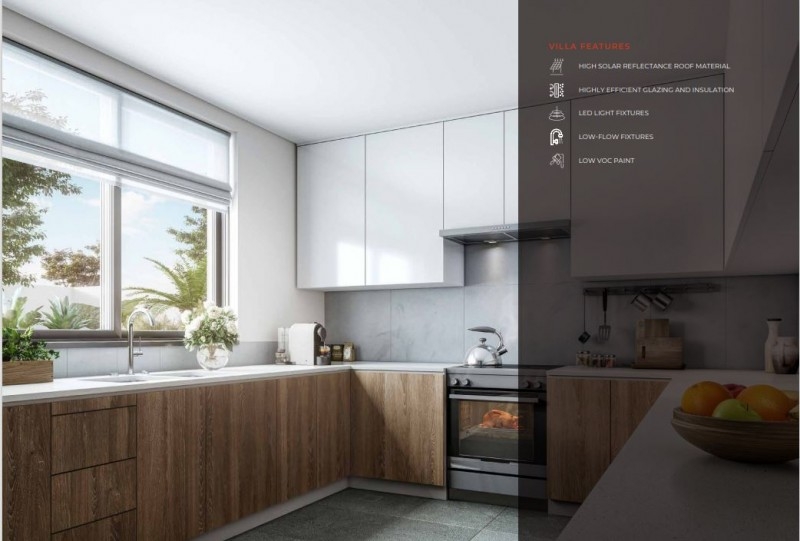 VILLA FEATURES
HIGH SOLAR REFLECTANCE ROOF MATERIAL
HIGHLY EFFICIENT GLAZING AND INSULATION
LED LIGHT FIXTURES
LOW-FLOW FIXTURES
LOW VOC PAINT